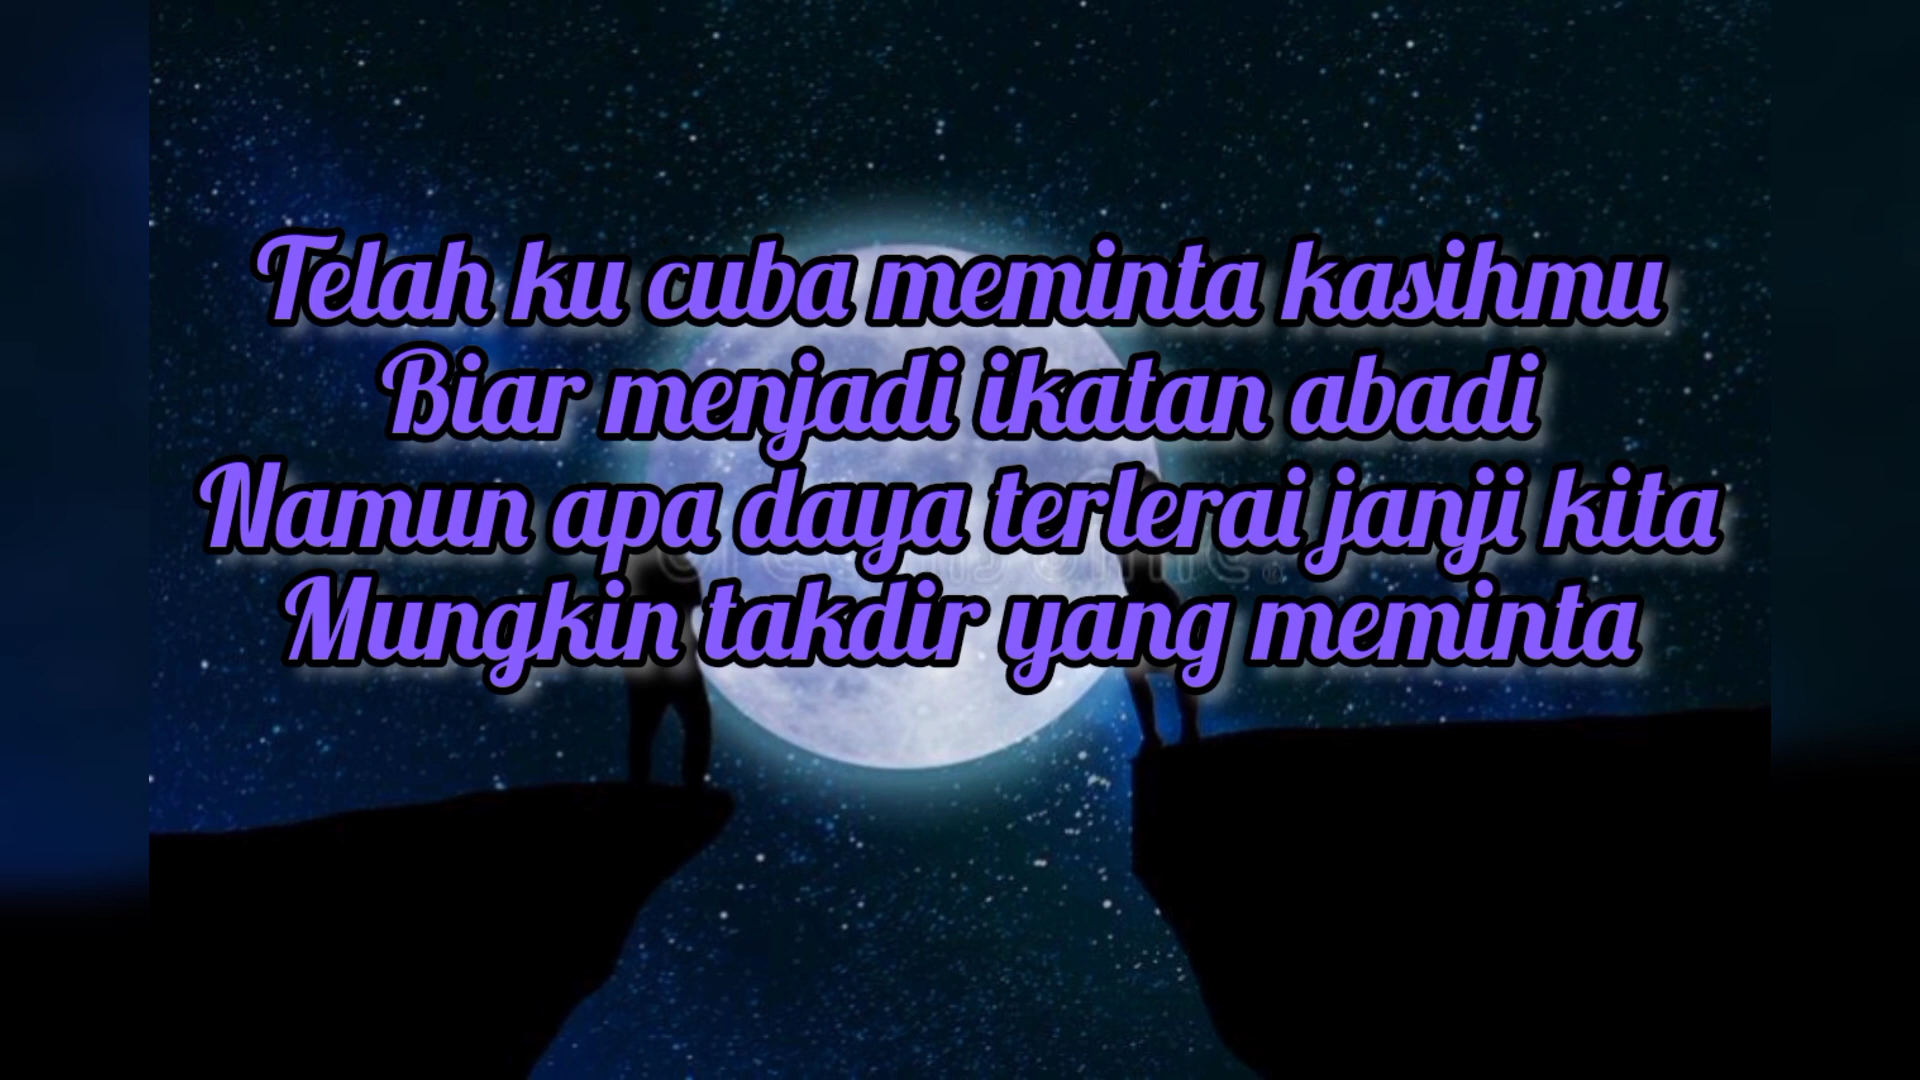 Telah ku cuba meminta kasihmu
Biar menjadi ikatan abadi
Namun apa daya terlerai janji kita
Mungkin takdir yang meminta